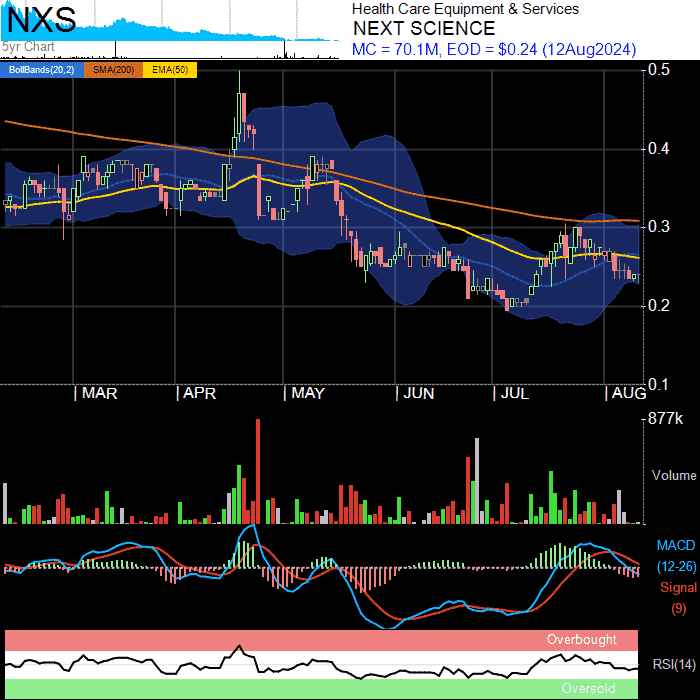 NXS
5yr Chart
Health Care Equipment & Services
NEXT SCIENCE
MC = 70.1M, EOD = $0.24 (12Aug2024)
BollBands(20,2) SMA(200) EMA(50)
0.5
0.4
0.3
0.2
0.1
| MAR | APR | MAY | JUN | JUL | AUG
877k
Volume
MACD
(12-26)
Signal
(9)
Overbought
RSI(14)
Oversold